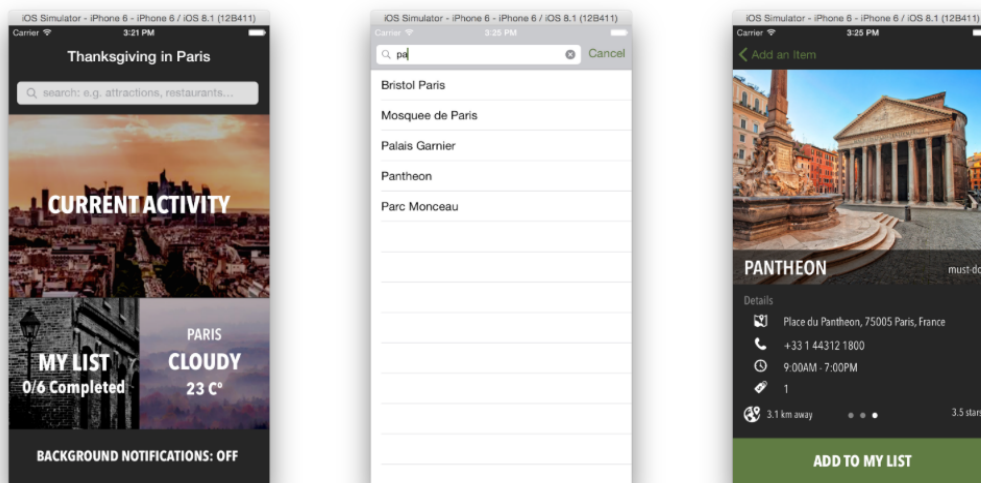 iOS Simulator - iPhone 6 - iPhone 6 / iOS 8.1 (12B411)
Carrier 3:21 PM
Thanksgiving in Paris
search: e.g. attractions, restaurants...
CURRENT ACTIVITY
MY LIST
0/6 Completed
PARIS
CLOUDY
23 C°
BACKGROUND NOTIFICATIONS: OFF
iOS Simulator - iPhone 6 - iPhone 6 / iOS 8.1 (12B411)
Carrier 3:25 PM
pa Cancel
Bristol Paris
Mosquee de Paris
Palais Garnier
Pantheon
Parc Monceau
iOS Simulator - iPhone 6 - iPhone 6 / iOS 8.1 (12B411)
Carrier 3:25 PM
Add an Item
PANTHEON must-do
Details
Place du Pantheon, 75005 Paris, France
+33 1 44312 1800
9:00AM - 7:00PM
1
3.1 km away 3.5 stars
ADD TO MY LIST